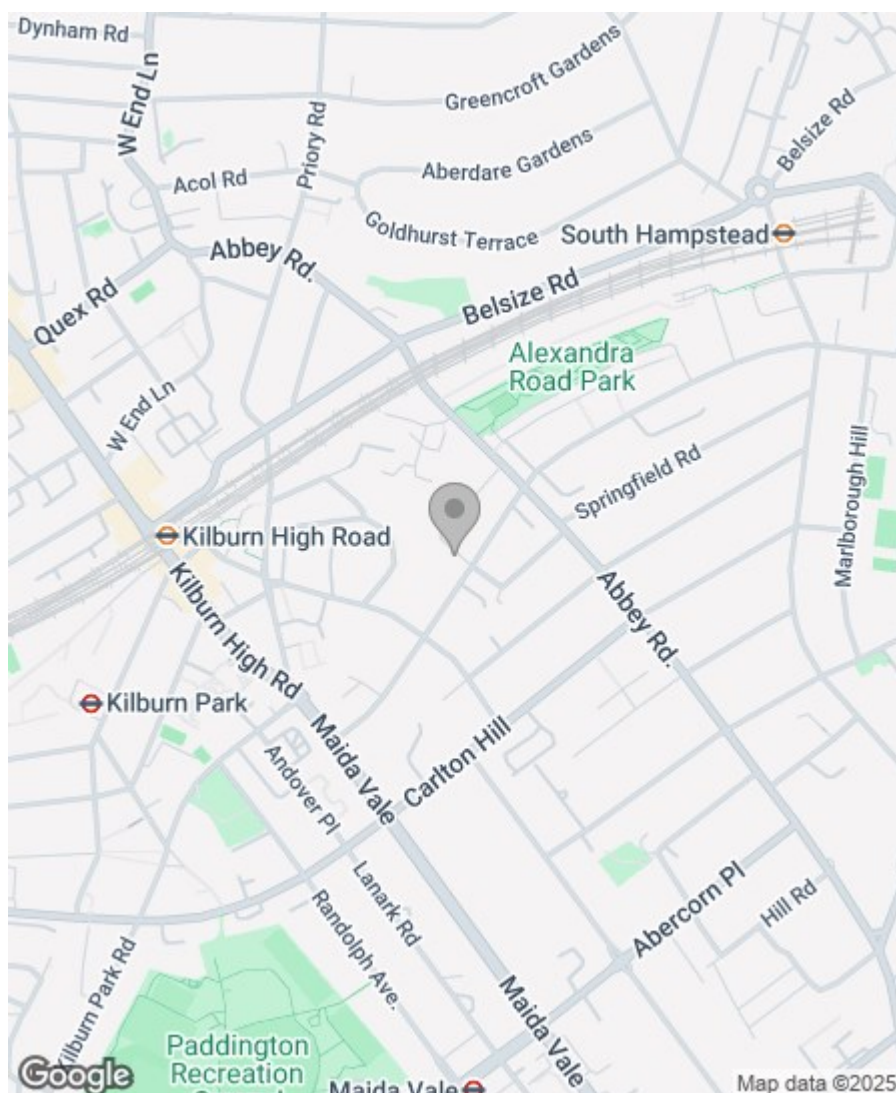 Dynham Rd
W End Ln
Greencroft Gardens
Priory Rd
Belsize Rd
Aberdare Gardens
Acol Rd
Goldhurst Terrace
South Hampstead
Abbey Rd.
Quex Rd
Belsize Rd
Alexandra
Road Park
W End Ln
Springfield Rd
Marlborough Hill
Kilburn High Road
Kilburn High Rd
Abbey Rd.
Kilburn Park
Maida Vale
Carlton Hill
Andover Pl
Lanark Rd
Randolph Ave.
Abercorn Pl
Hill Rd
Kilburn Park Rd
Maida Vale
Paddington
Recreation
Maida Vale
Google
Map data ©2025